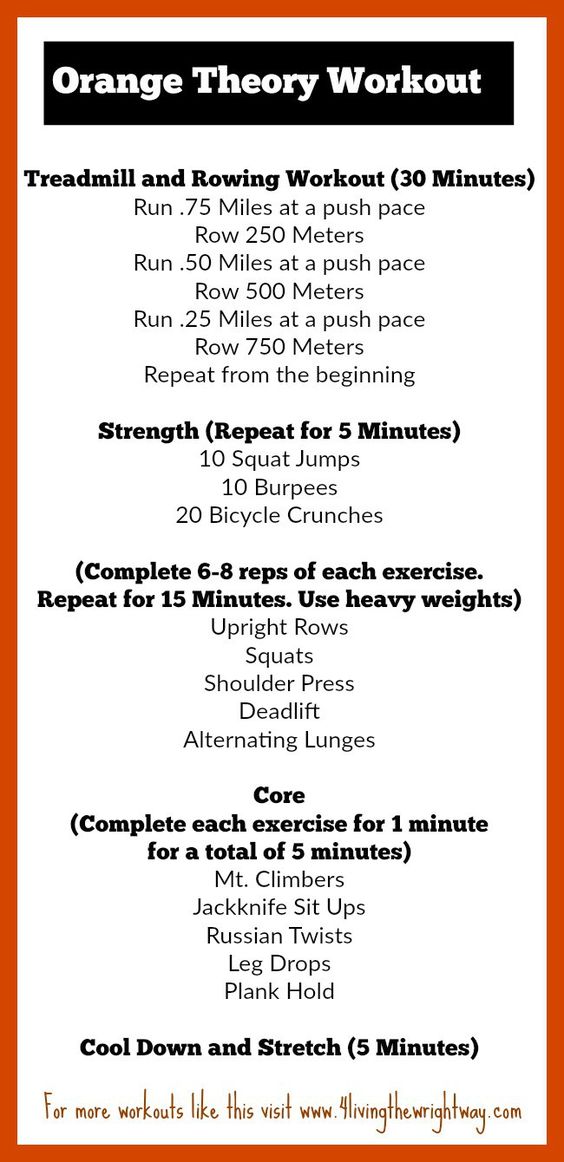 Orange Theory Workout
Treadmill and Rowing Workout (30 Minutes)
Run .75 Miles at a push pace
Row 250 Meters
Run .50 Miles at a push pace
Row 500 Meters
Run .25 Miles at a push pace
Row 750 Meters
Repeat from the beginning
Strength (Repeat for 5 Minutes)
10 Squat Jumps
10 Burpees
20 Bicycle Crunches
(Complete 6-8 reps of each exercise.
Repeat for 15 Minutes. Use heavy weights)
Upright Rows
Squats
Shoulder Press
Deadlift
Alternating Lunges
Core
(Complete each exercise for 1 minute
for a total of 5 minutes)
Mt. Climbers
Jackknife Sit Ups
Russian Twists
Leg Drops
Plank Hold
Cool Down and Stretch (5 Minutes)
For more workouts like this visit www.4livingthewrightway.com